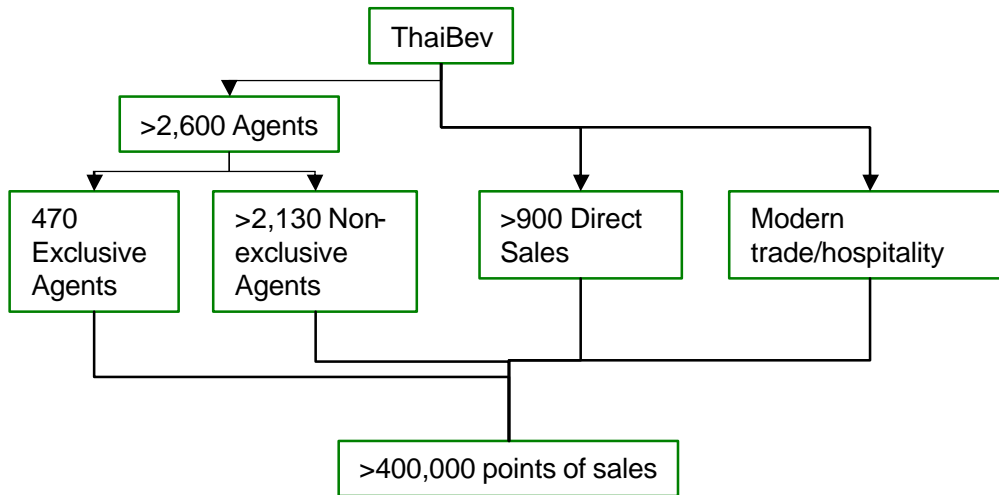 ThaiBev
>2,600 Agents
470
Exclusive
Agents
>2,130 Non-
exclusive
Agents
>900 Direct
Sales
Modern
trade/hospitality
>400,000 points of sales